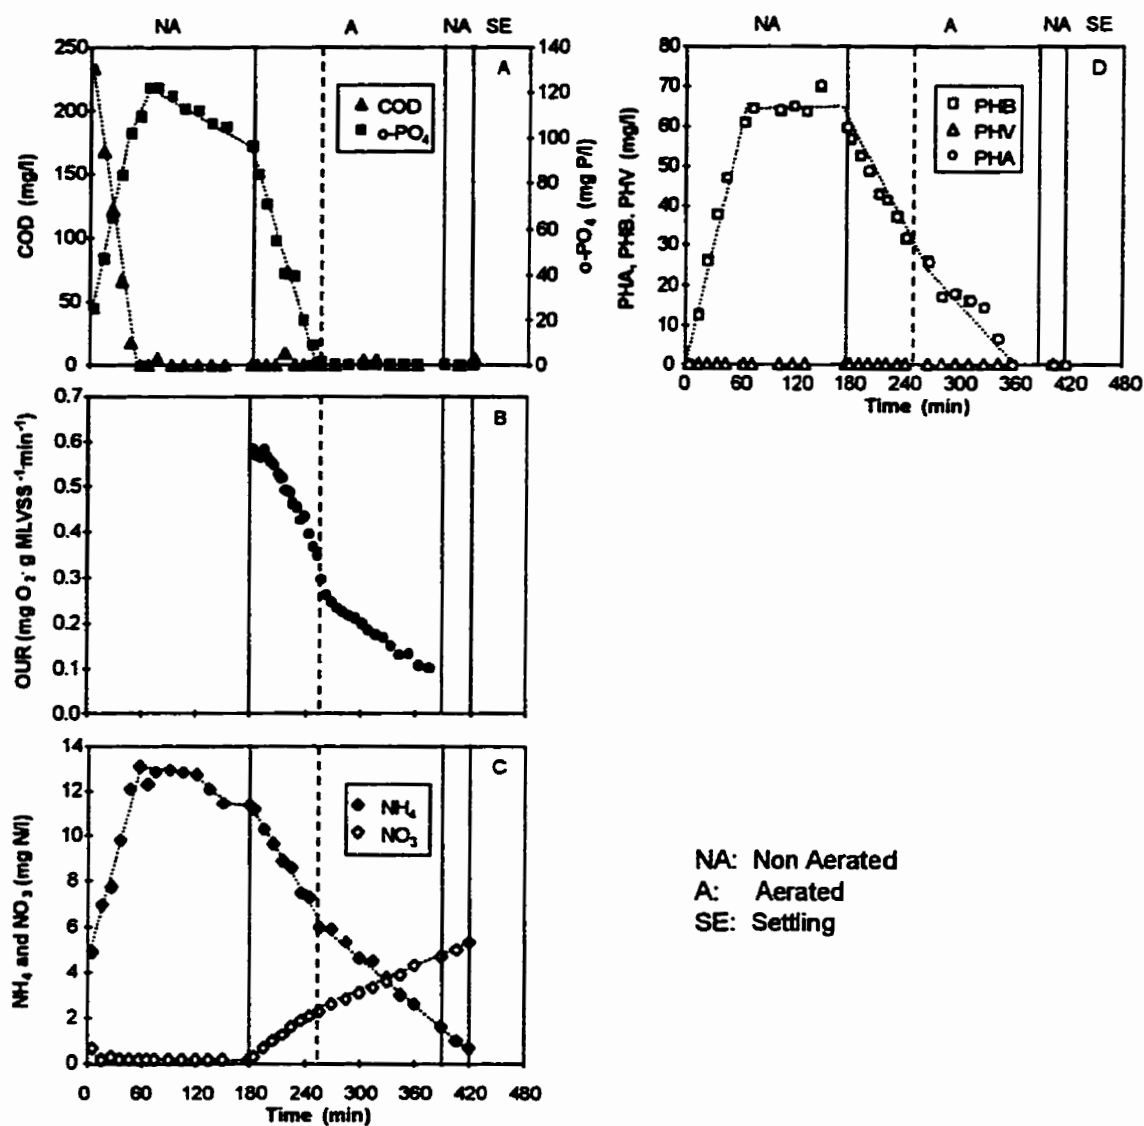 NA A NA SE
250
200
150
100
50
0
COD (mg/l)
140
120
100
80
60
40
20
0
o-PO₄ (mg P/l)
A
COD
o-PO₄
0.7
0.6
0.5
0.4
0.3
0.2
0.1
0.0
OUR (mg O₂· g MLVSS⁻¹·min⁻¹)
B
14
12
10
8
6
4
2
0
NH₄ and NO₃ (mg N/l)
C
NH₄
NO₃
0 60 120 180 240 300 360 420 480
Time (min)
NA A NA SE
80
70
60
50
40
30
20
10
0
PHA, PHB. PHV (mg/l)
D
PHB
PHV
PHA
0 60 120 180 240 300 360 420 480
Time (min)
NA: Non Aerated
A: Aerated
SE: Settling